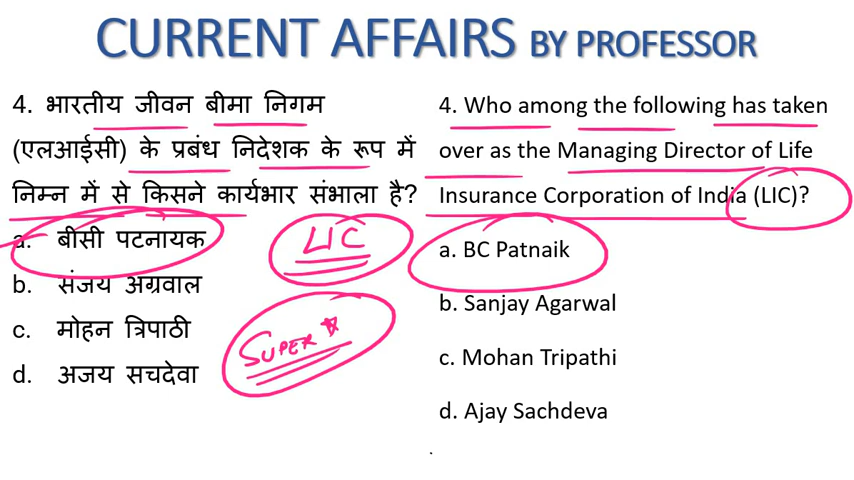 CURRENT AFFAIRS BY PROFESSOR
4. भारतीय जीवन बीमा निगम
(एलआईसी) के प्रबंध निदेशक के रूप में
निम्न में से किसने कार्यभार संभाला है?
a. बीसी पटनायक
b. संजय अग्रवाल
c. मोहन त्रिपाठी
d. अजय सचदेवा
LIC
SUPER
4. Who among the following has taken
over as the Managing Director of Life
Insurance Corporation of India (LIC)?
a. BC Patnaik
b. Sanjay Agarwal
c. Mohan Tripathi
d. Ajay Sachdeva